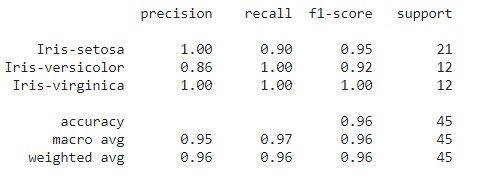 precision recall f1-score support
Iris-setosa 1.00 0.90 0.95 21
Iris-versicolor 0.86 1.00 0.92 12
Iris-virginica 1.00 1.00 1.00 12
accuracy 0.96 45
macro avg 0.95 0.97 0.96 45
weighted avg 0.96 0.96 0.96 45